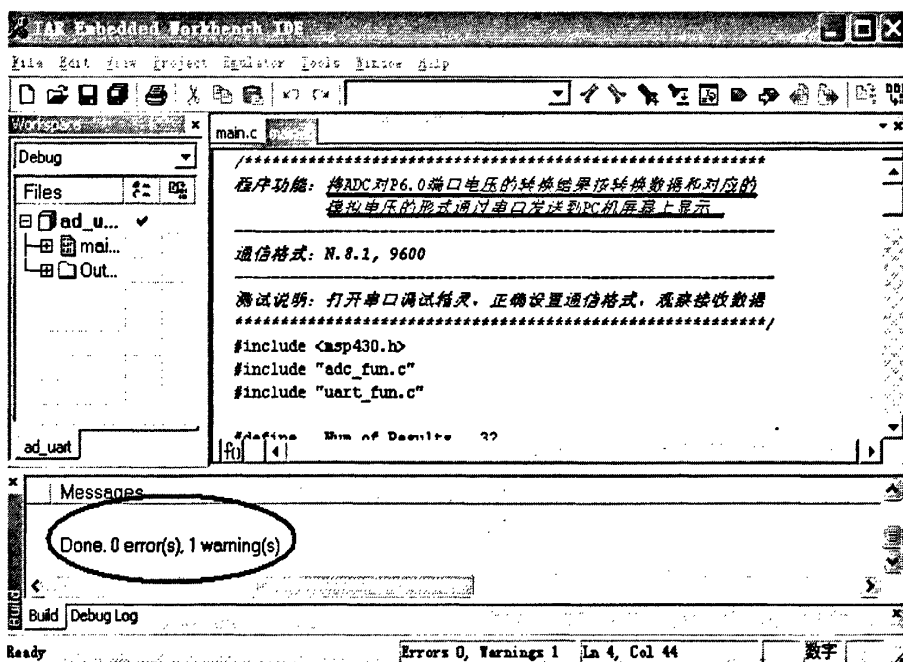 IAR Embedded Workbench IDE
File Edit View Project Emulator Tools Window Help
Workspace
main.c
Debug
Files
ad_u...
mai...
Out...
ad_uart
/**********************************************************
程序功能：将ADC对P6.0端口电压的转换结果按转换数据和对应的
模拟电压的形式通过串口发送到PC机屏幕上显示
----------------------------------------------------------
通信格式：N.8.1, 9600
----------------------------------------------------------
测试说明：打开串口调试精灵，正确设置通信格式，观察接收数据
**********************************************************/
#include <msp430.h>
#include "adc_fun.c"
#include "uart_fun.c"
#define Num_of_Results 32
f0
Messages
Done. 0 error(s), 1 warning(s)
Build
Build Debug Log
Ready Errors 0, Warnings 1 Ln 4, Col 44 数字